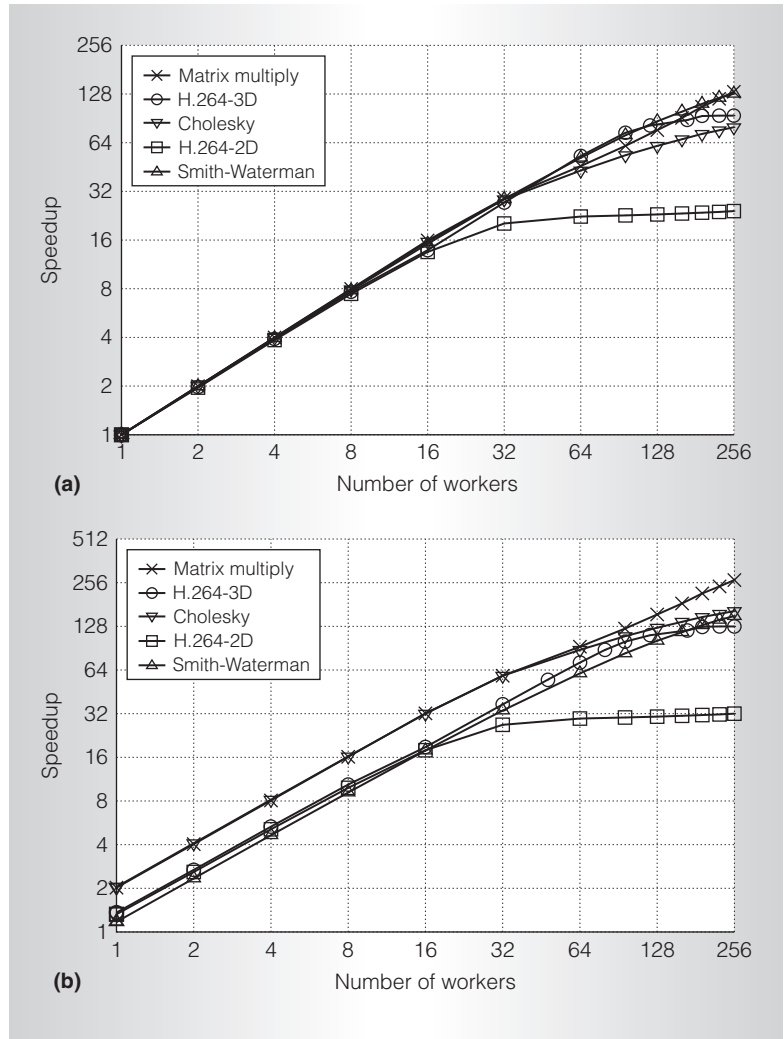 256
128
64
32
16
8
4
2
1
Speedup
Matrix multiply
H.264-3D
Cholesky
H.264-2D
Smith-Waterman
1 2 4 8 16 32 64 128 256
(a) Number of workers
512
256
128
64
32
16
8
4
2
1
Speedup
Matrix multiply
H.264-3D
Cholesky
H.264-2D
Smith-Waterman
1 2 4 8 16 32 64 128 256
Number of workers
(b)